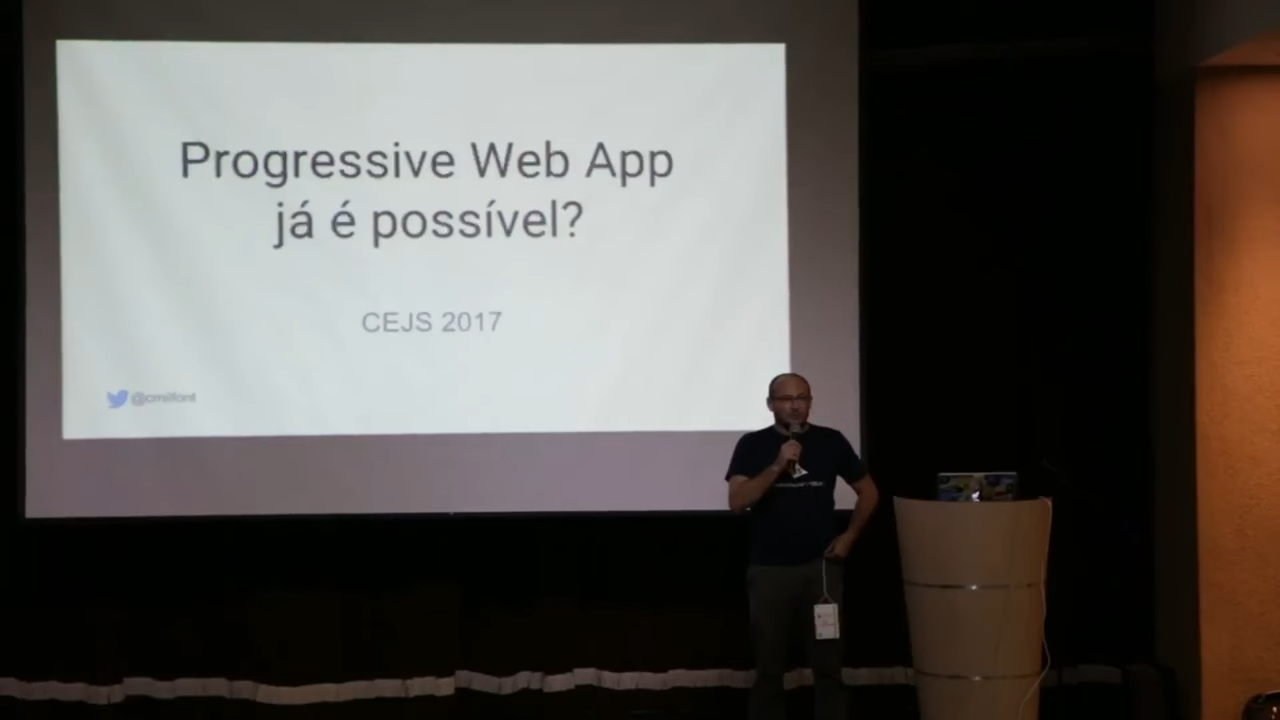 Progressive Web App
já é possível?
CEJS 2017
@cmilfont